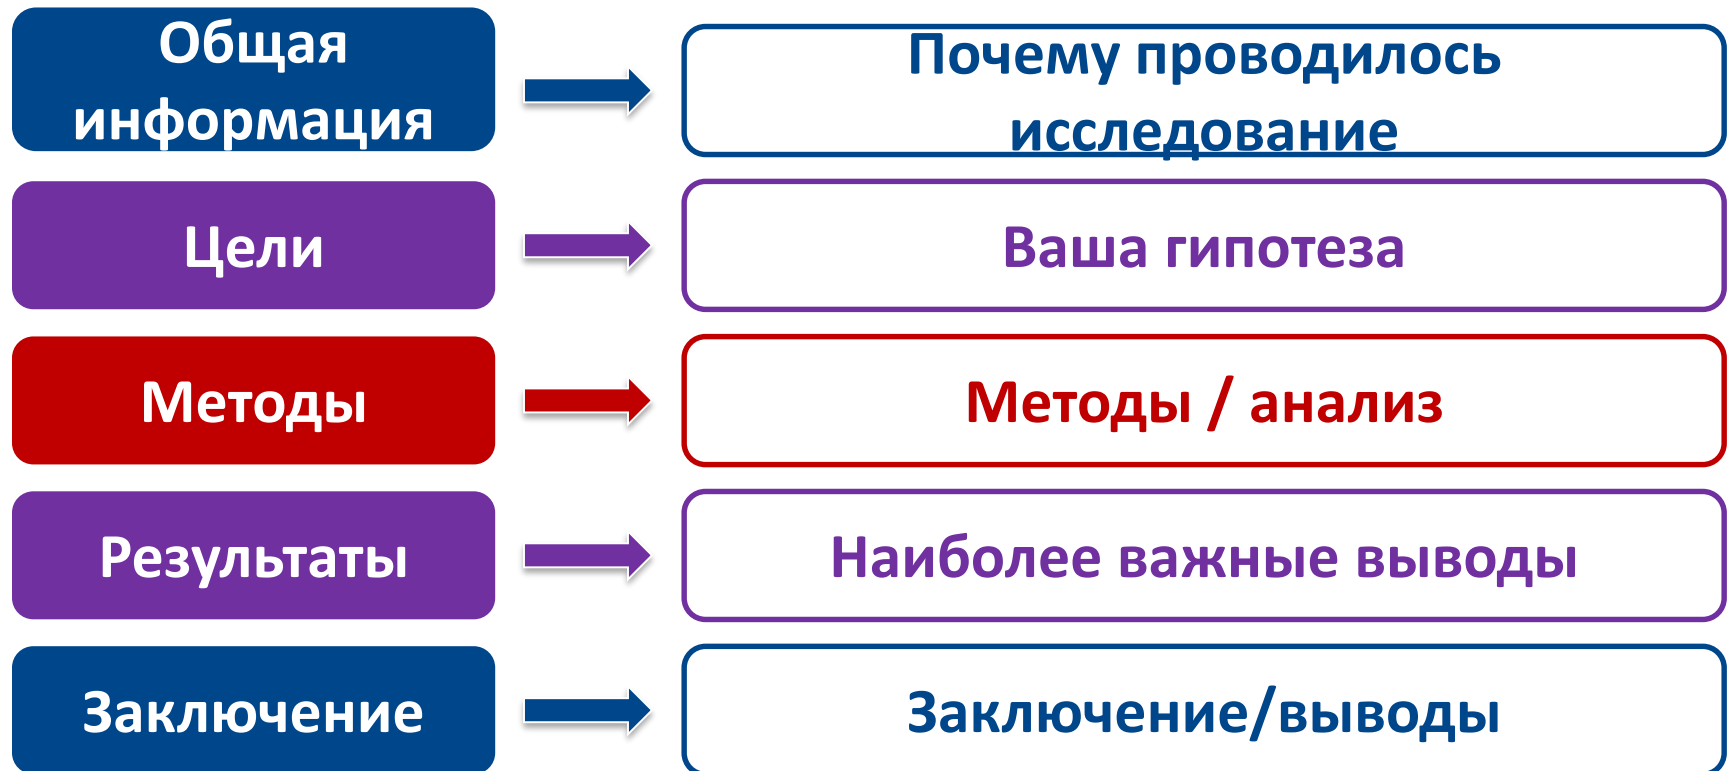 Общая
информация
Почему проводилось
исследование
Цели
Ваша гипотеза
Методы
Методы / анализ
Результаты
Наиболее важные выводы
Заключение
Заключение/выводы